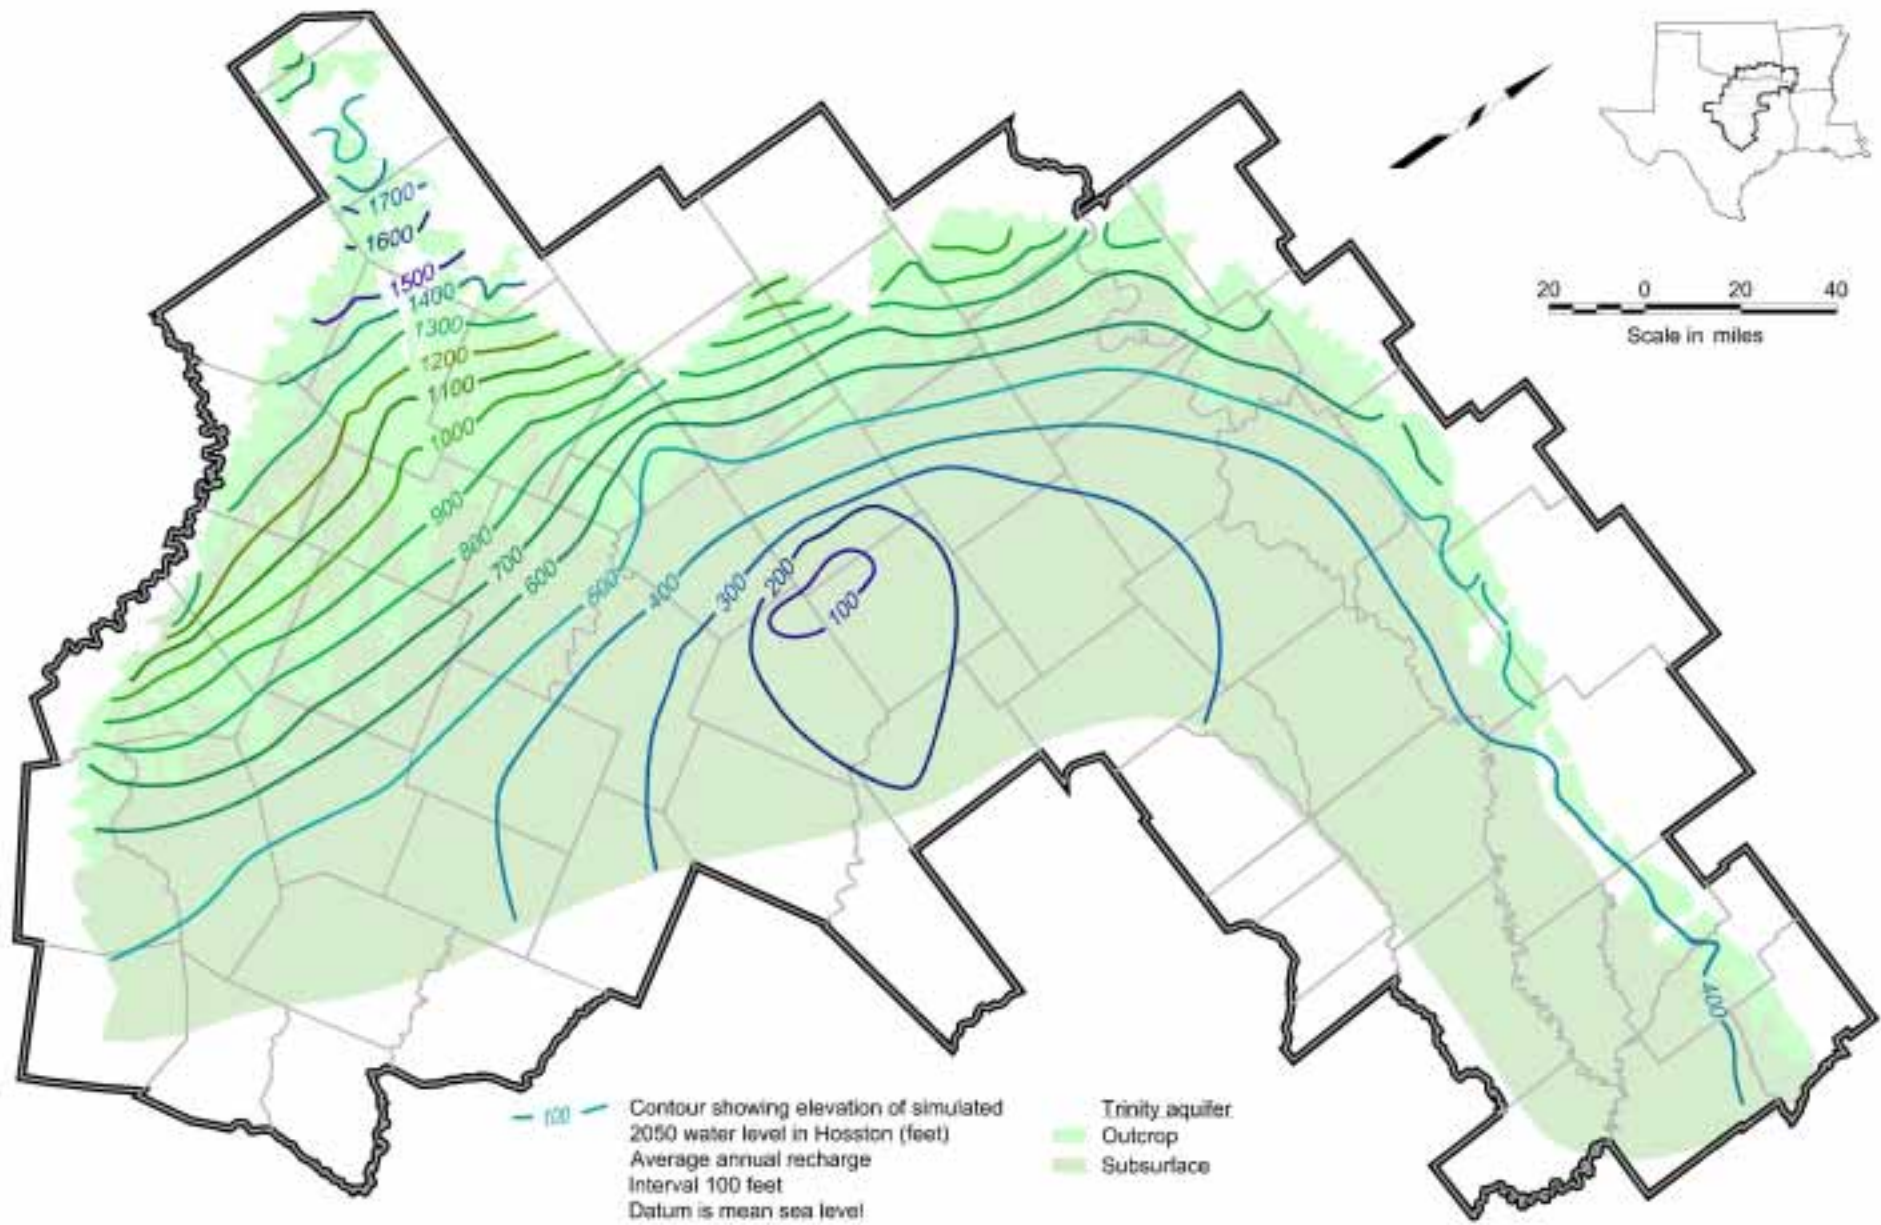 1700
1600
1500
1400
1300
1200
1100
1000
900
800
700
600
500
400
300
200
100
400
20 0 20 40
Scale in miles
100 Contour showing elevation of simulated
2050 water level in Hosston (feet)
Average annual recharge
Interval 100 feet
Datum is mean sea level
Trinity aquifer
Outcrop
Subsurface